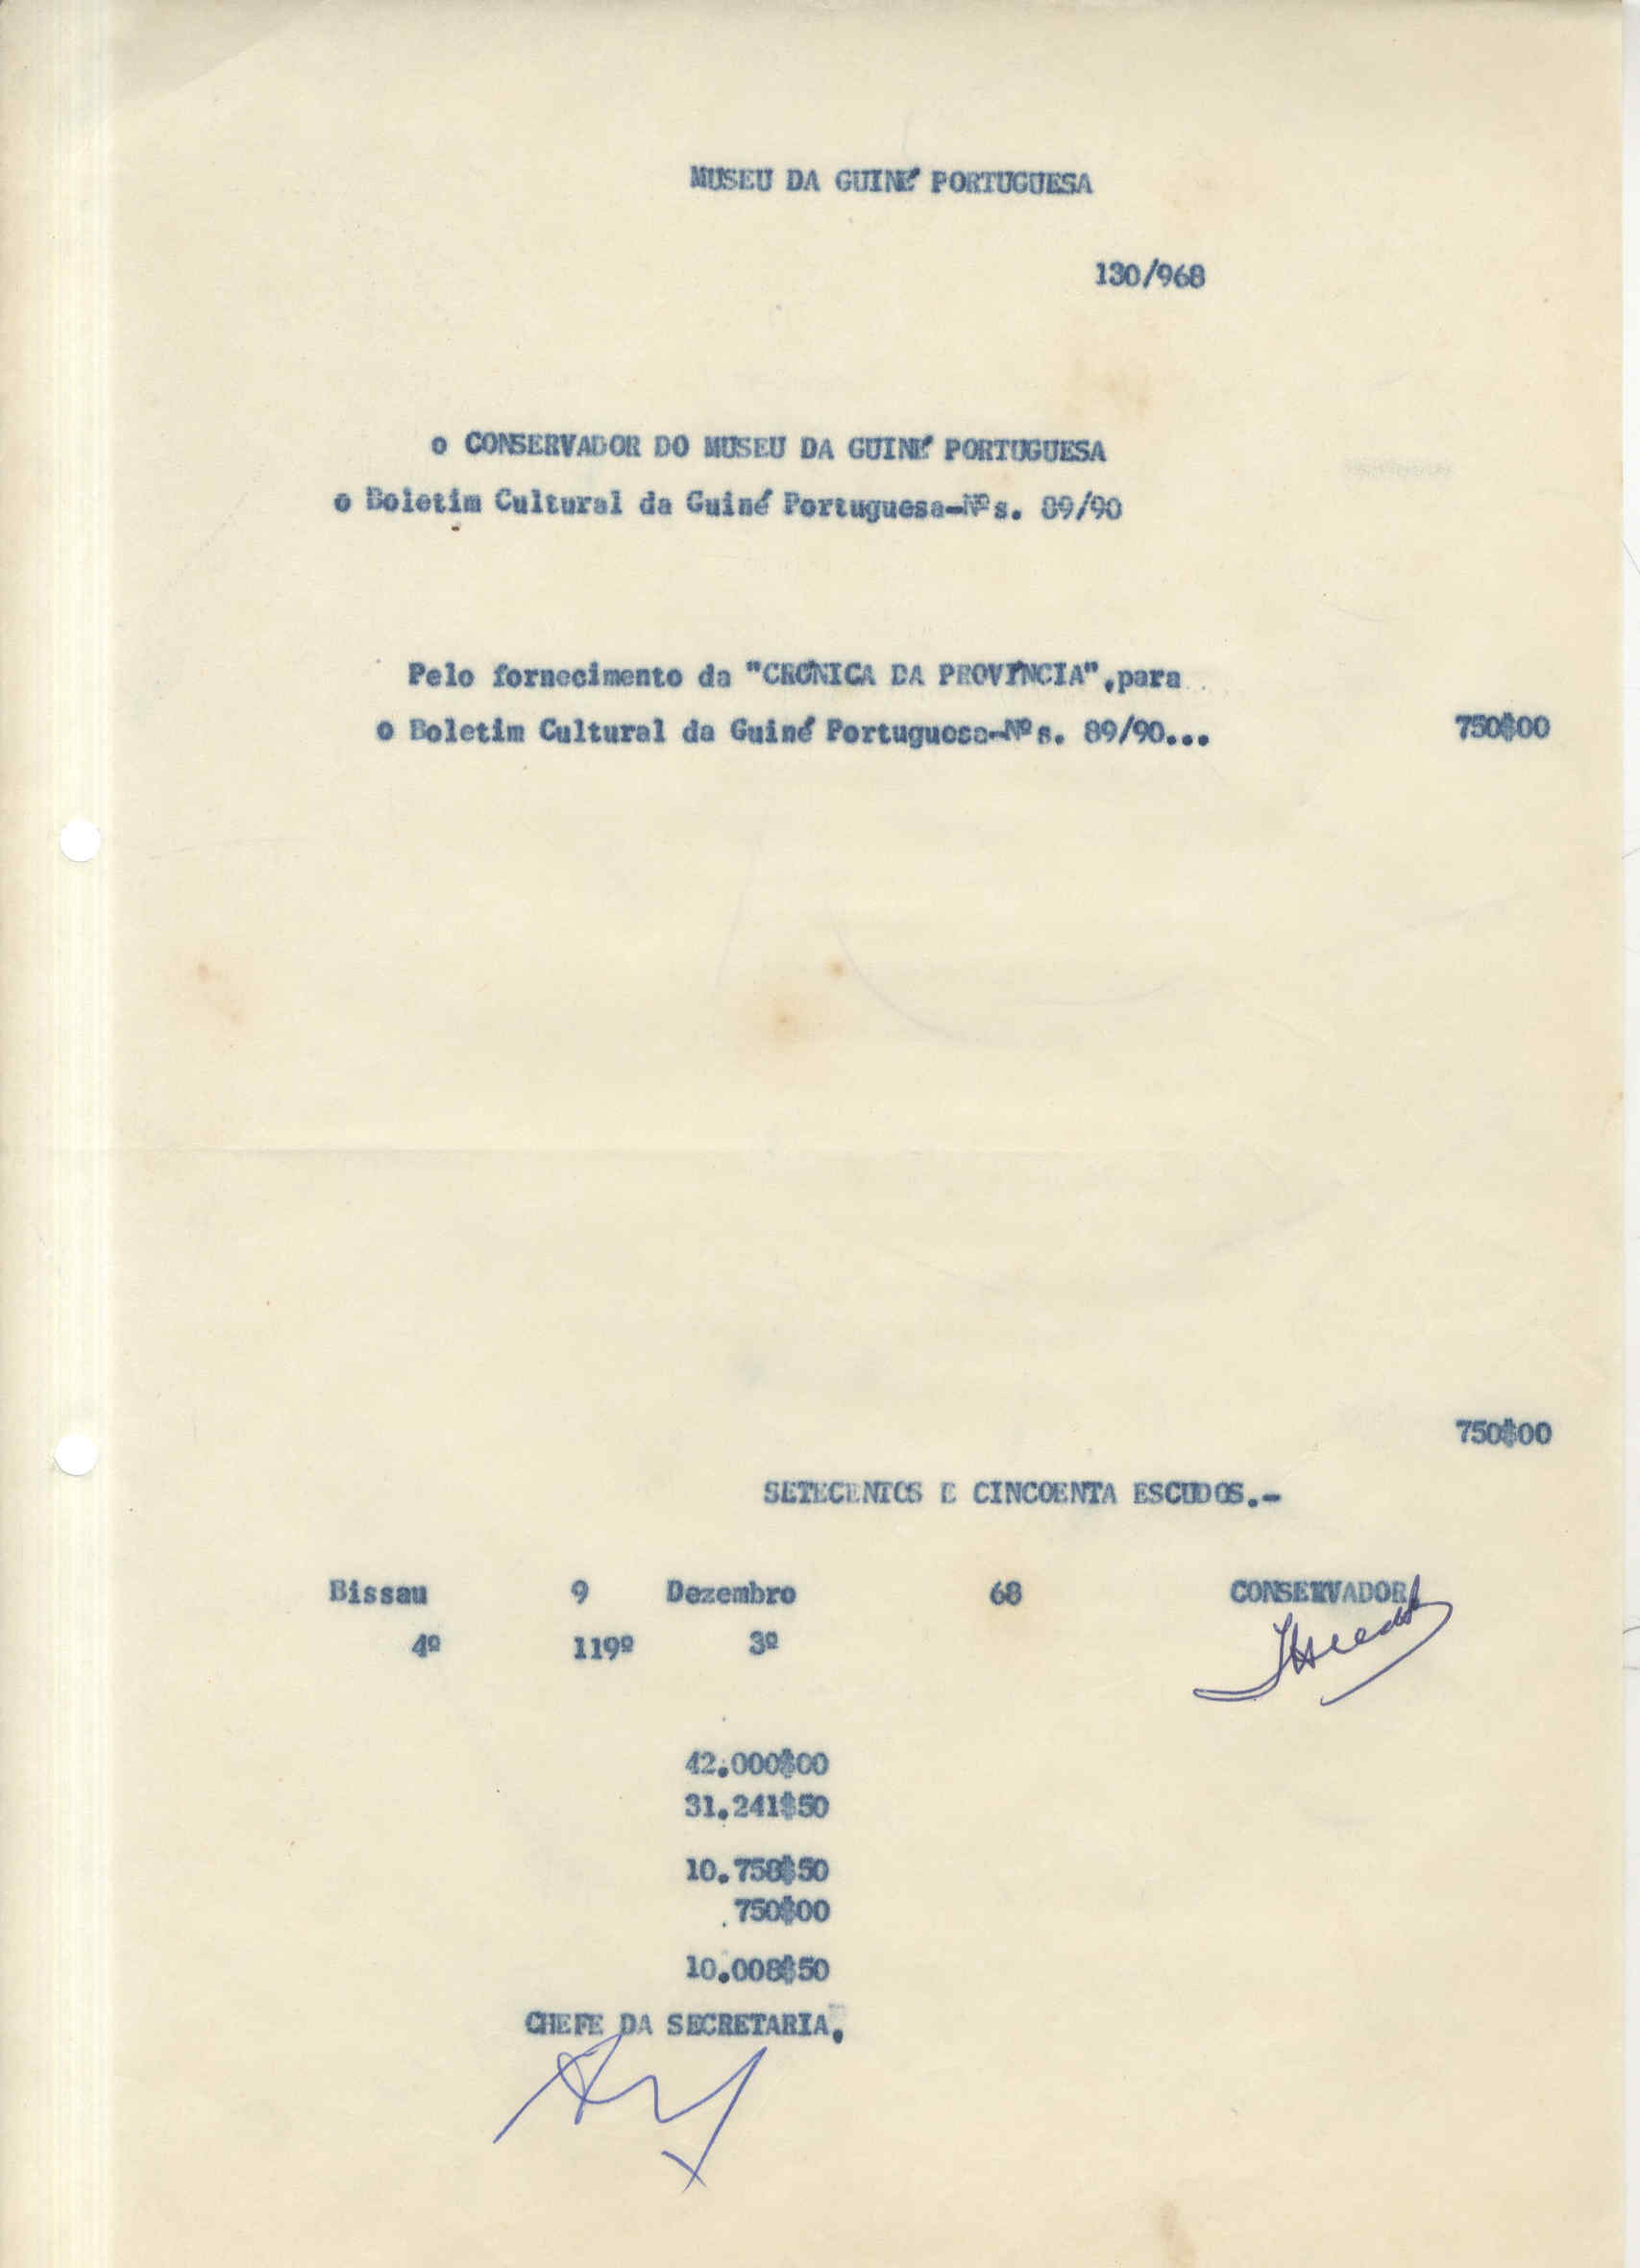 MUSEU DA GUINÉ PORTUGUESA
130/968
o CONSERVADOR DO MUSEU DA GUINÉ PORTUGUESA
o Boletim Cultural da Guiné Portuguesa-Nºs. 89/90
Pelo fornecimento da "CRÓNICA DA PROVÍNCIA",para
o Boletim Cultural da Guiné Portuguesa-Nºs. 89/90... 750$00
750$00
SETECENTOS E CINCOENTA ESCUDOS.-
Bissau 9 Dezembro 68 CONSERVADOR
4º 119º 3º
42.000$00
31.241$50
10.758$50
750$00
10.008$50
CHEFE DA SECRETARIA,